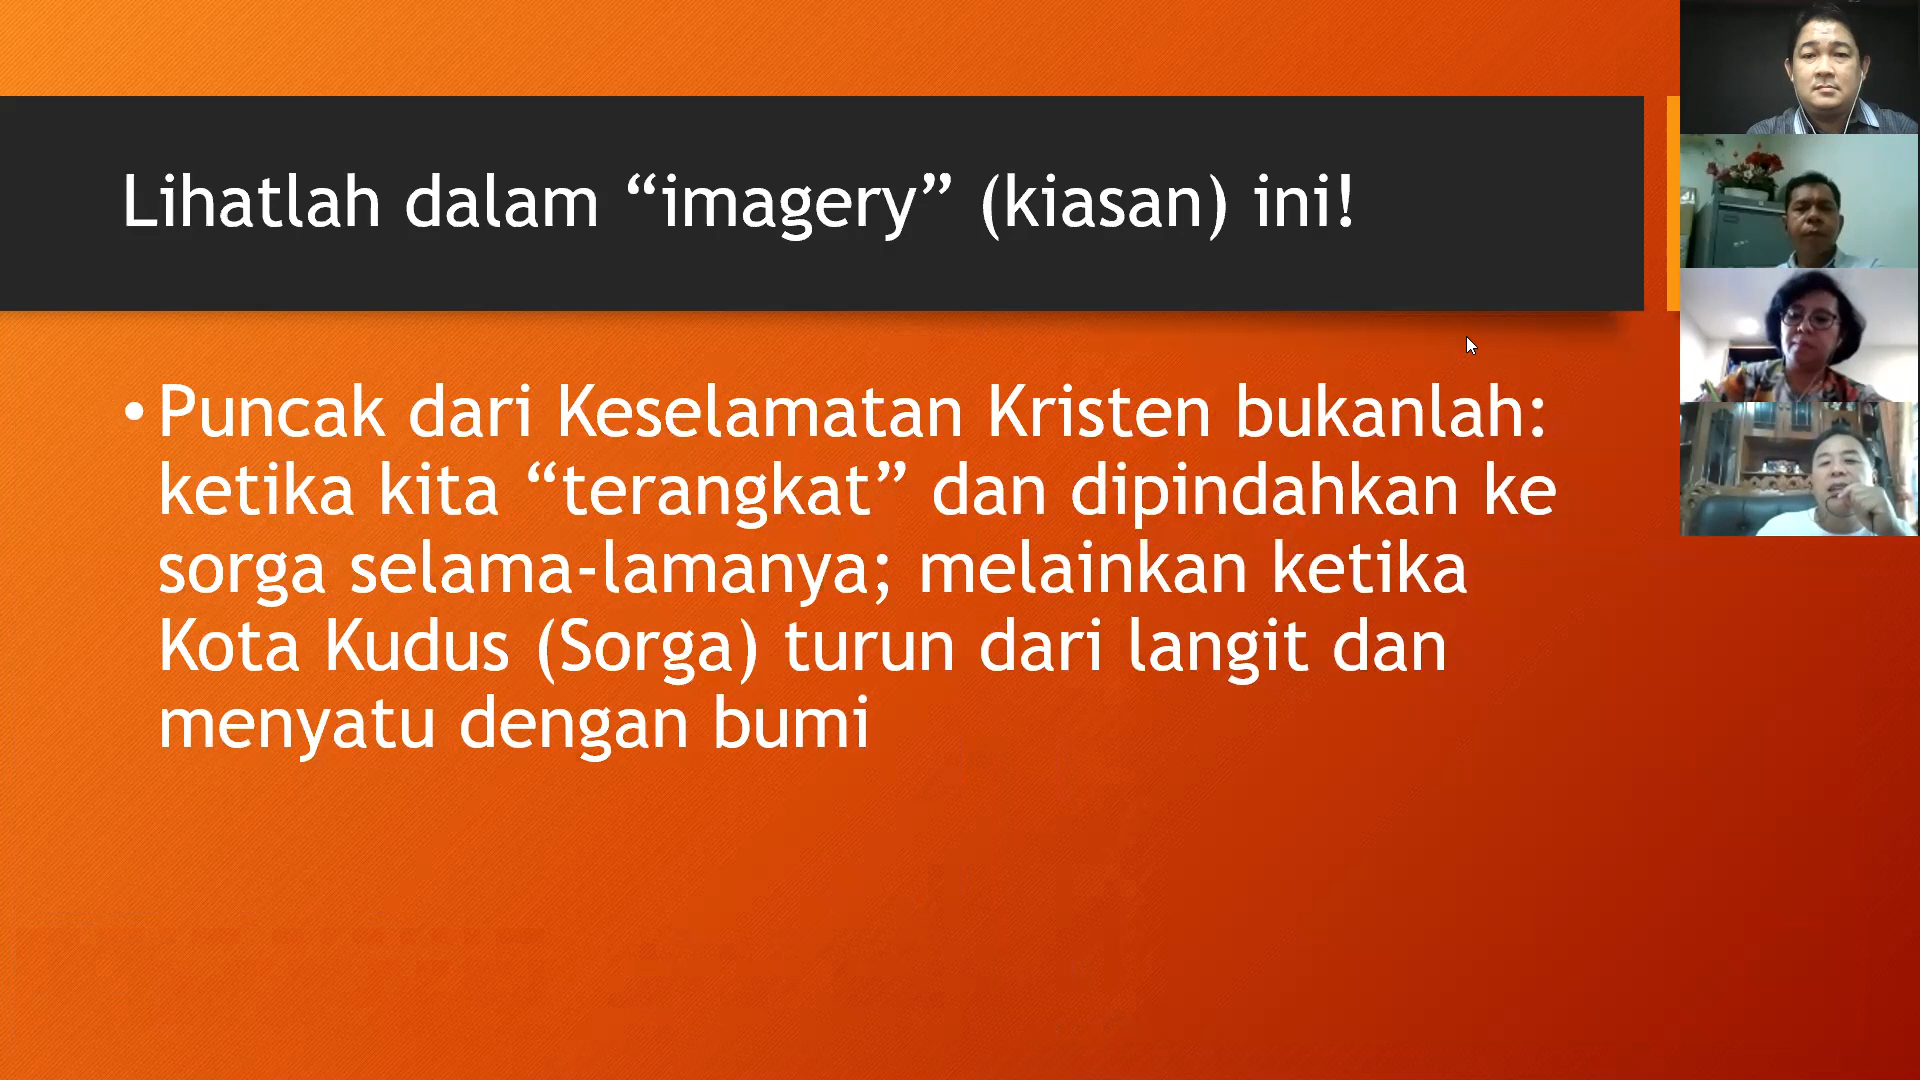 Lihatlah dalam “imagery” (kiasan) ini!
• Puncak dari Keselamatan Kristen bukanlah:
ketika kita “terangkat” dan dipindahkan ke
sorga selama-lamanya; melainkan ketika
Kota Kudus (Sorga) turun dari langit dan
menyatu dengan bumi